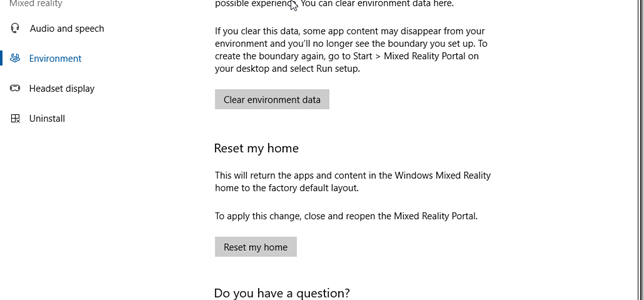 Mixed reality
Audio and speech
Environment
Headset display
Uninstall
possible experience. You can clear environment data here.
If you clear this data, some app content may disappear from your
environment and you'll no longer see the boundary you set up. To
create the boundary again, go to Start > Mixed Reality Portal on
your desktop and select Run setup.
Clear environment data
Reset my home
This will return the apps and content in the Windows Mixed Reality
home to the factory default layout.
To apply this change, close and reopen the Mixed Reality Portal.
Reset my home
Do you have a question?